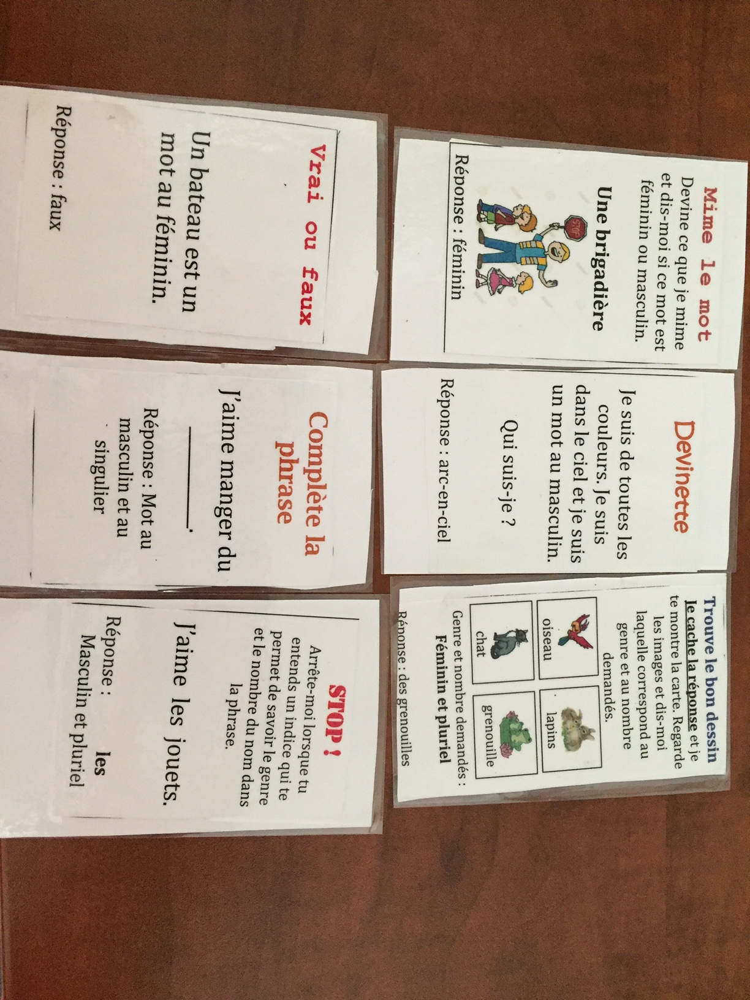 Mime le mot
Devine ce que je mime
et dis-moi si ce mot est
féminin ou masculin.
Une brigadière
STOP
Réponse : féminin
Devinette
Je suis de toutes les
couleurs. Je suis
dans le ciel et je suis
un mot au masculin.
Qui suis-je ?
Réponse : arc-en-ciel
Trouve le bon dessin
Je cache la réponse et je
te montre la carte. Regarde
les images et dis-moi
laquelle correspond au
genre et au nombre
demandés.
oiseau
lapins
chat
grenouille
Genre et nombre demandés :
Féminin et pluriel
Réponse : des grenouilles
Vrai ou faux
Un bateau est un
mot au féminin.
Réponse : faux
Complète la
phrase
J'aime manger du
________.
Réponse : Mot au
masculin et au
singulier
STOP!
Arrête-moi lorsque tu
entends un indice qui te
permet de savoir le genre
et le nombre du nom dans
la phrase.
J'aime les jouets.
Réponse : les
Masculin et pluriel